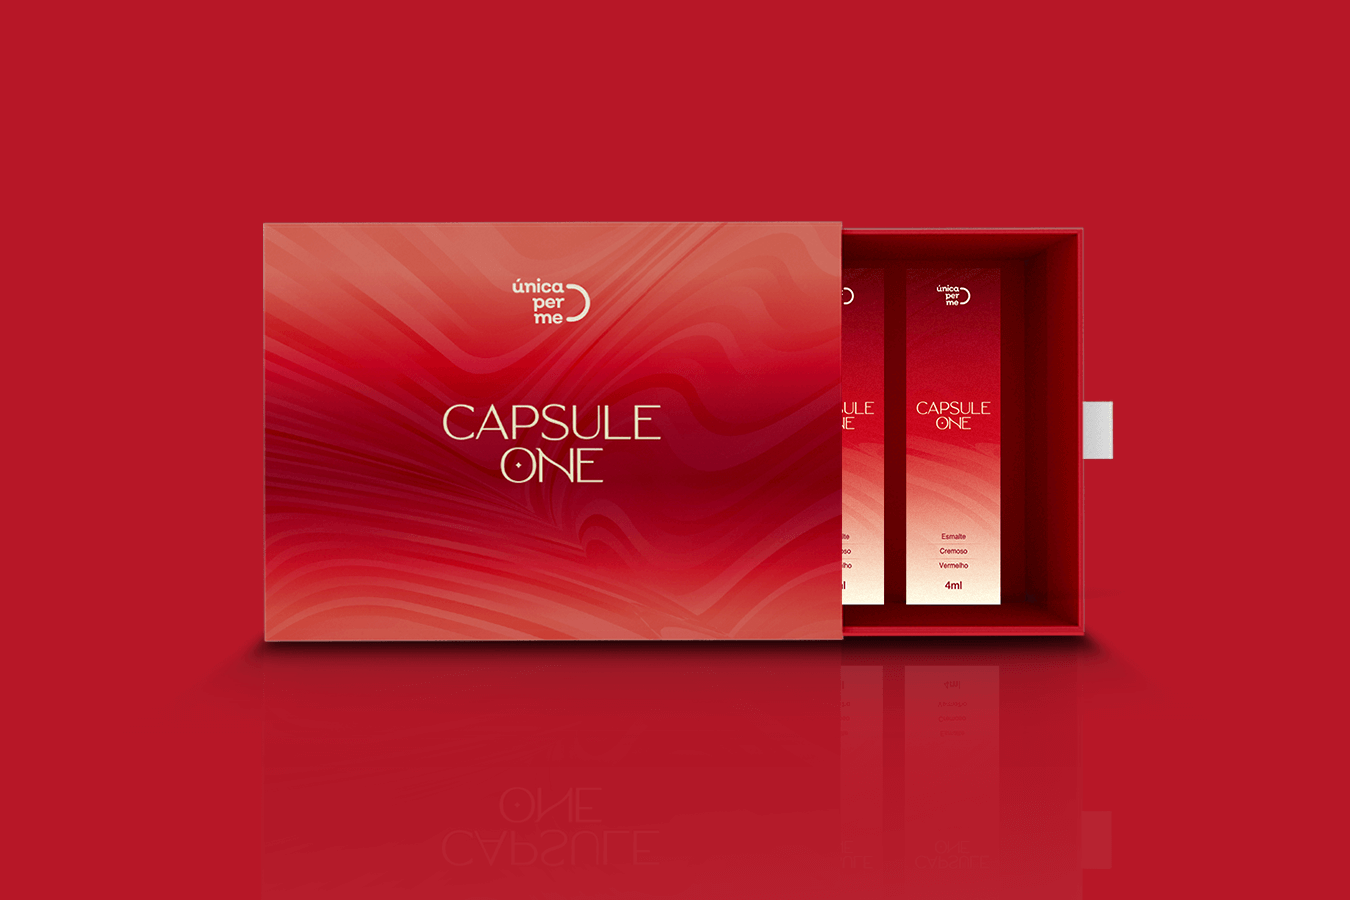 única
per
me
CAPSULE
ONE
única
per
me
CAPSULE
ONE
Esmalte
Cremoso
Vermelho
4ml